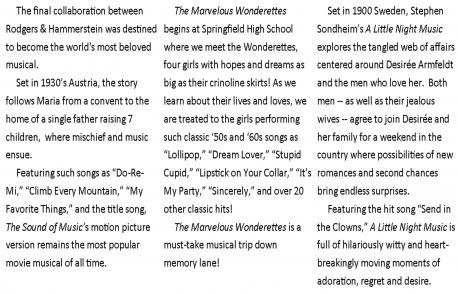 The final collaboration between
Rodgers & Hammerstein was destined
to become the world's most beloved
musical.
Set in 1930's Austria, the story
follows Maria from a convent to the
home of a single father raising 7
children, where mischief and music
ensue.
Featuring such songs as "Do-Re-
Mi," "Climb Every Mountain," "My
Favorite Things," and the title song,
The Sound of Music's motion picture
version remains the most popular
movie musical of all time.
The Marvelous Wonderettes
begins at Springfield High School
where we meet the Wonderettes,
four girls with hopes and dreams as
big as their crinoline skirts! As we
learn about their lives and loves, we
are treated to the girls performing
such classic '50s and '60s songs as
"Lollipop," "Dream Lover," "Stupid
Cupid," "Lipstick on Your Collar," "It's
My Party," "Sincerely," and over 20
other classic hits!
The Marvelous Wonderettes is a
must-take musical trip down
memory lane!
Set in 1900 Sweden, Stephen
Sondheim's A Little Night Music
explores the tangled web of affairs
centered around Desirée Armfeldt
and the men who love her. Both
men -- as well as their jealous
wives -- agree to join Desirée and
her family for a weekend in the
country where possibilities of new
romances and second chances
bring endless surprises.
Featuring the hit song "Send in
the Clowns," A Little Night Music is
full of hilariously witty and heart-
breakingly moving moments of
adoration, regret and desire.